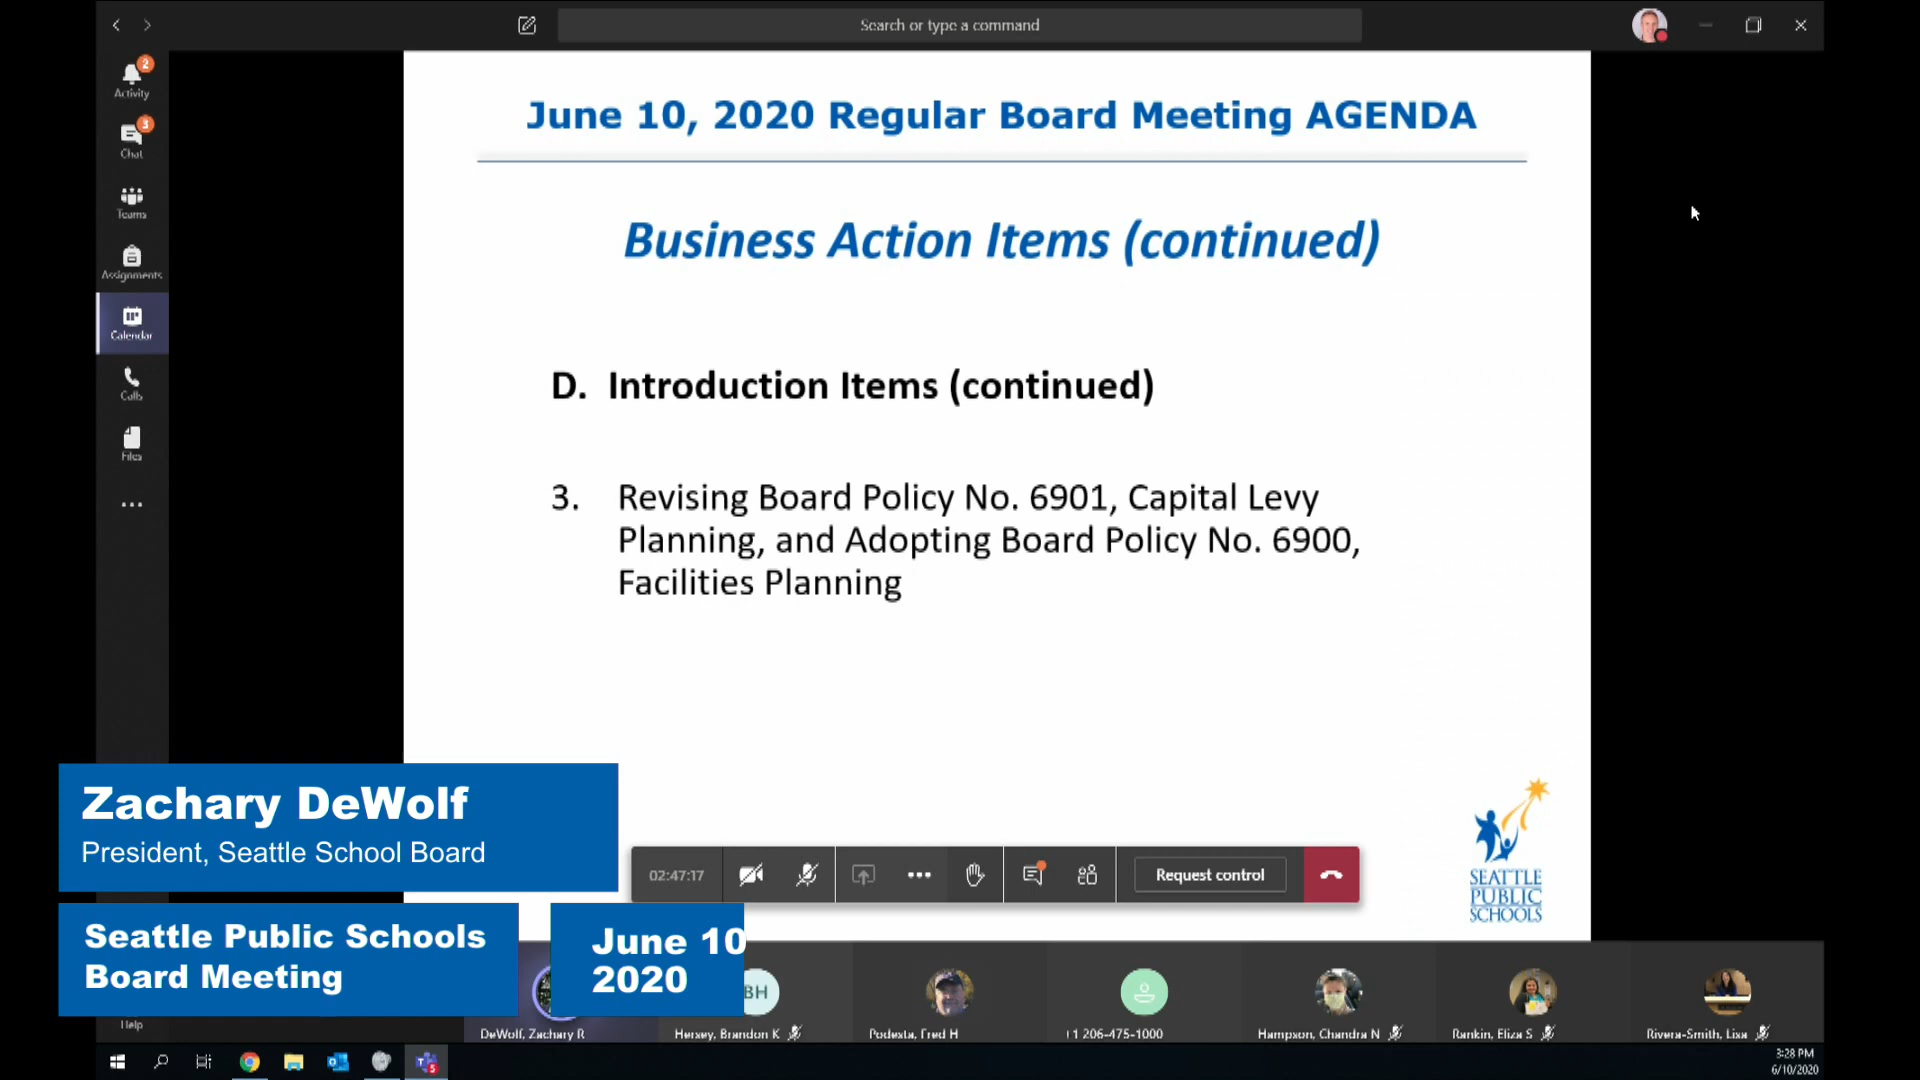 Search or type a command
2
Activity
3
Chat
Teams
Assignments
Calendar
Calls
Files
June 10, 2020 Regular Board Meeting AGENDA
Business Action Items (continued)
D. Introduction Items (continued)
3. Revising Board Policy No. 6901, Capital Levy
Planning, and Adopting Board Policy No. 6900,
Facilities Planning
SEATTLE
PUBLIC
SCHOOLS
Zachary DeWolf
President, Seattle School Board
02:47:17
Request control
Seattle Public Schools
Board Meeting
June 10
2020
BH
Help
DeWolf, Zachary R
Hersey, Brandon K
Podesta, Fred H
+1 206-475-1000
Hampson, Chandra N
Rankin, Eliza S
Rivera-Smith, Lisa
5
3:28 PM
6/10/2020